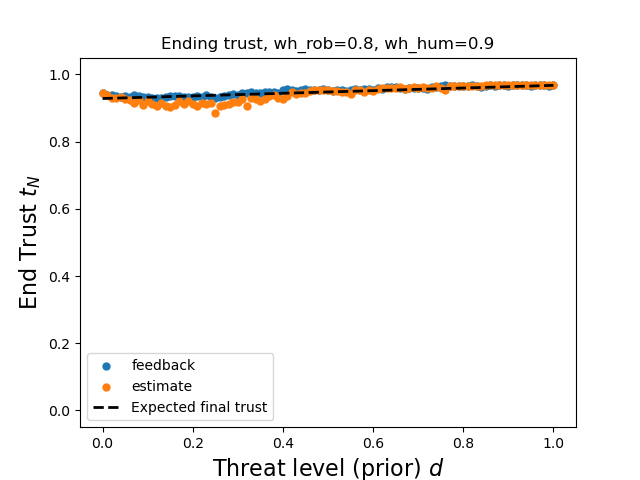 Ending trust, wh_rob=0.8, wh_hum=0.9
1.0
0.8
0.6
0.4
0.2
0.0
End Trust t_N
feedback
estimate
Expected final trust
0.0 0.2 0.4 0.6 0.8 1.0
Threat level (prior) d